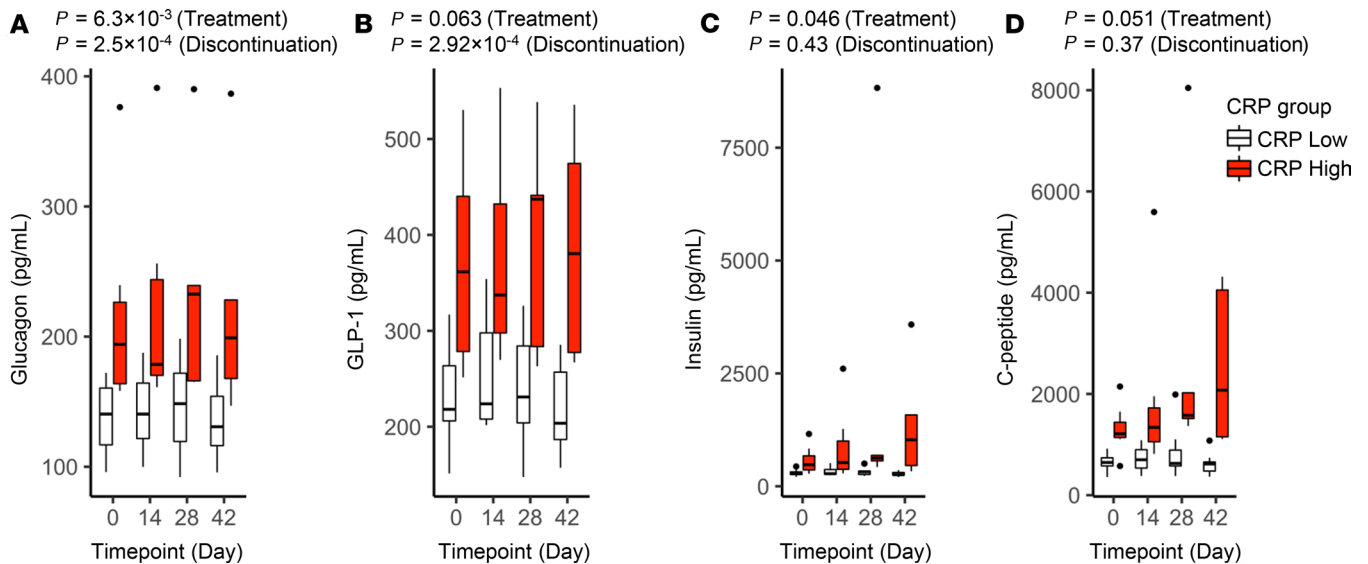 A
P = 6.3×10⁻³ (Treatment)
P = 2.5×10⁻⁴ (Discontinuation)
Glucagon (pg/mL)
400
300
200
100
0 14 28 42
Timepoint (Day)
B
P = 0.063 (Treatment)
P = 2.92×10⁻⁴ (Discontinuation)
GLP-1 (pg/mL)
500
400
300
200
0 14 28 42
Timepoint (Day)
C
P = 0.046 (Treatment)
P = 0.43 (Discontinuation)
Insulin (pg/mL)
7500
5000
2500
0
0 14 28 42
Timepoint (Day)
D
P = 0.051 (Treatment)
P = 0.37 (Discontinuation)
C-peptide (pg/mL)
8000
6000
4000
2000
0
0 14 28 42
Timepoint (Day)
CRP group
CRP Low
CRP High